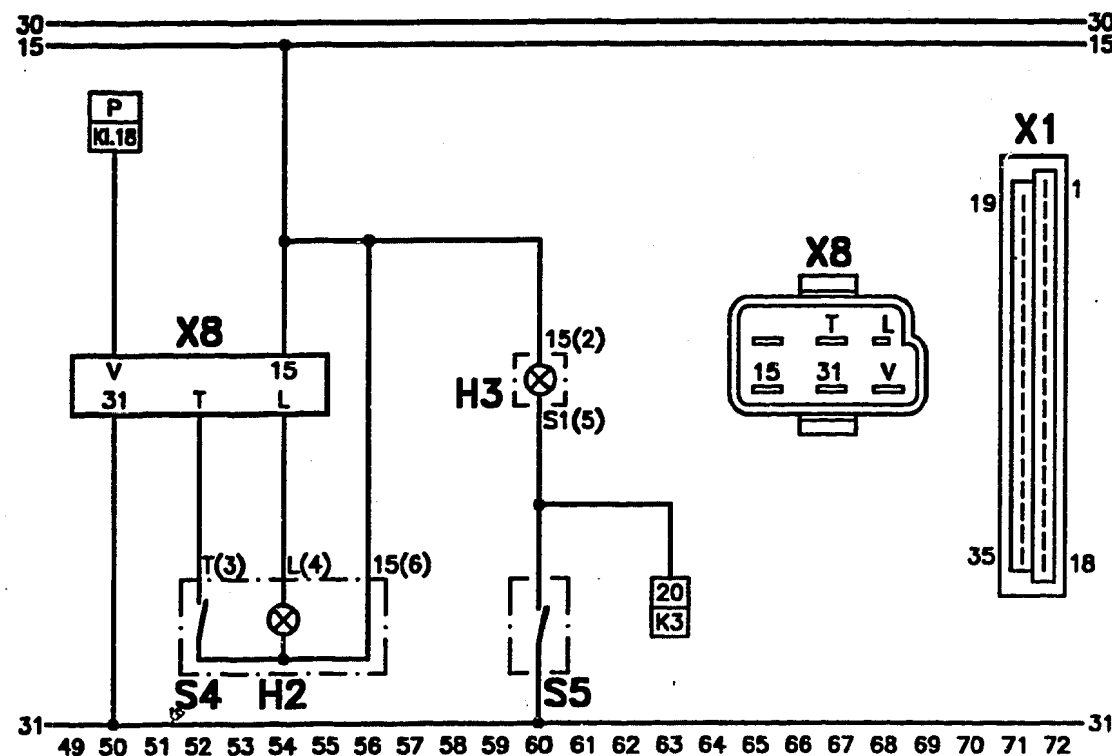 30 30
15 15
P
KL18
X1
19 1
X8
X8
T L
15 31 V
V 15
31 T L
15(2)
H3
S1(5)
35 18
T(3) L(4) 15(6)
20
K3
S4 H2 S5
31 31
49 50 51 52 53 54 55 56 57 58 59 60 61 62 63 64 65 66 67 68 69 70 71 72